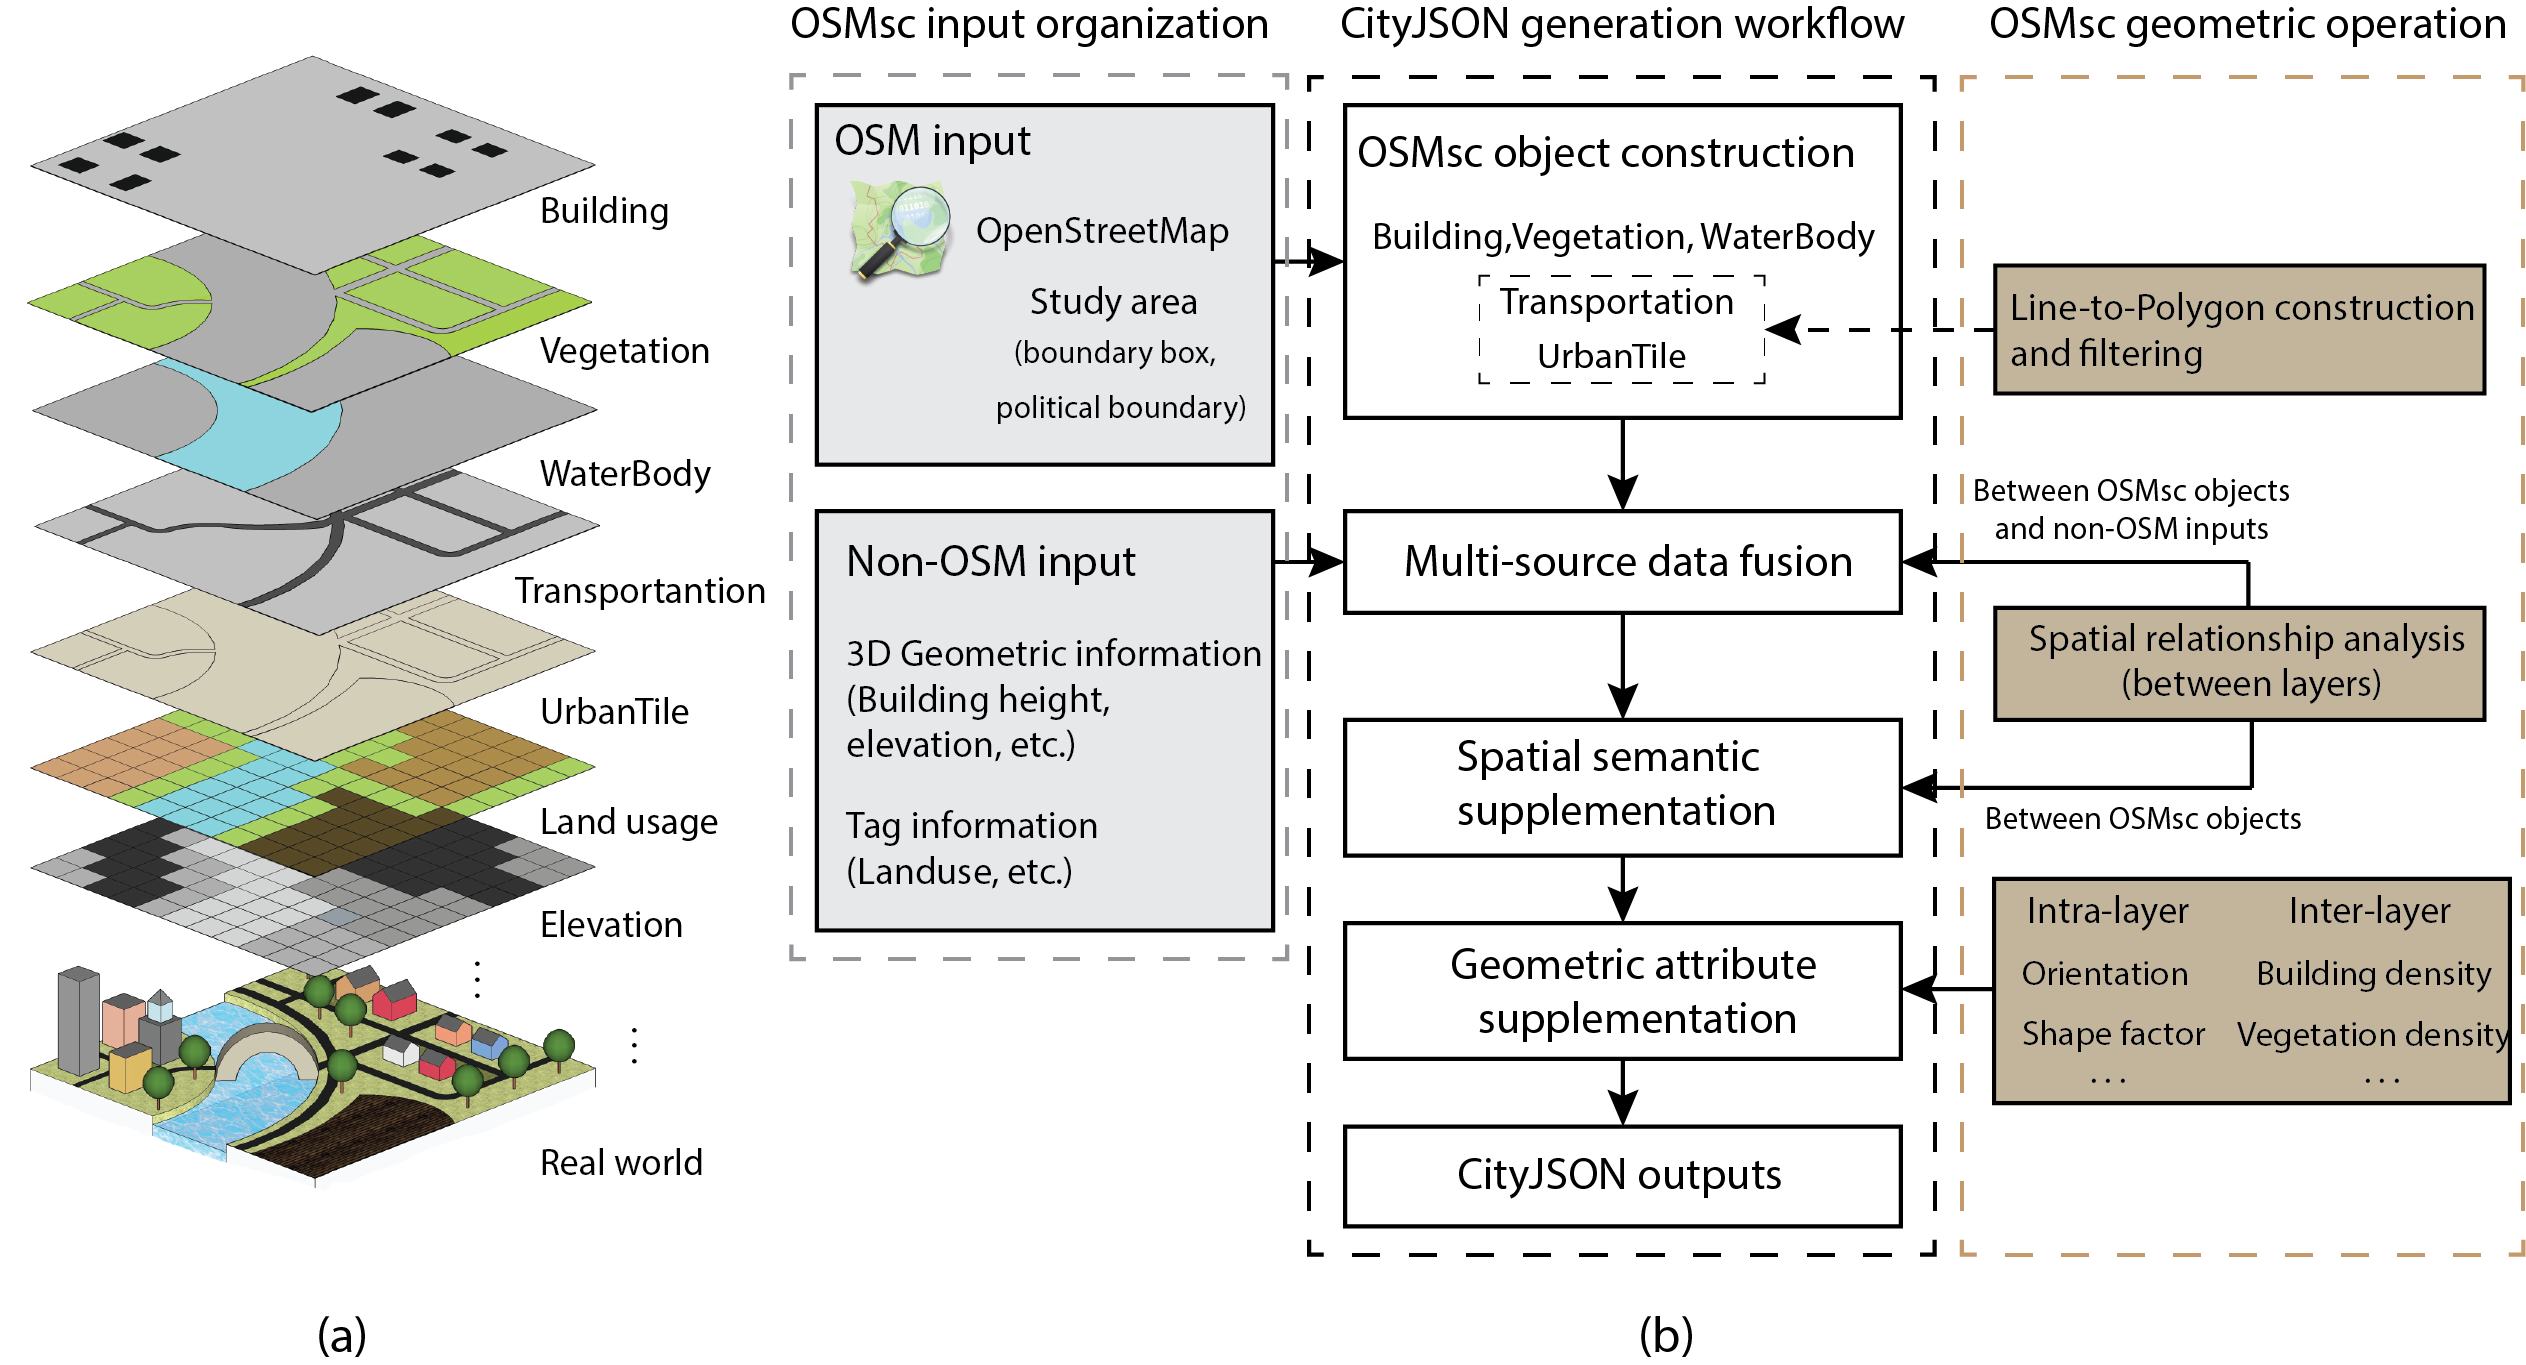 OSMsc input organization
CityJSON generation workflow
OSMsc geometric operation
Building
Vegetation
WaterBody
Transportantion
UrbanTile
Land usage
Elevation
⋮
⋮
Real world
(a)
OSM input
OpenStreetMap
Study area
(boundary box,
political boundary)
Non-OSM input
3D Geometric information
(Building height,
elevation, etc.)
Tag information
(Landuse, etc.)
OSMsc object construction
Building,Vegetation, WaterBody
Transportation
UrbanTile
Multi-source data fusion
Spatial semantic
supplementation
Geometric attribute
supplementation
CityJSON outputs
Line-to-Polygon construction
and filtering
Between OSMsc objects
and non-OSM inputs
Spatial relationship analysis
(between layers)
Between OSMsc objects
Intra-layer Inter-layer
Orientation Building density
Shape factor Vegetation density
... ...
(b)